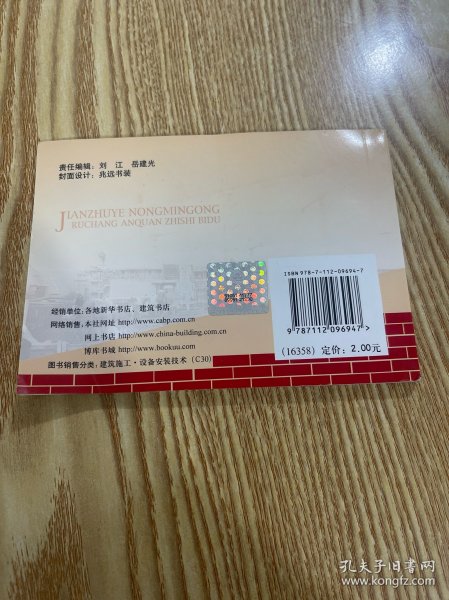 责任编辑：刘 江 岳建光
封面设计：兆远书装
JIANZHUYE NONGMINGONG
RUCHANG ANQUAN ZHISHI BIDU
经销单位：各地新华书店、建筑书店
网络销售：本社网址 http://www.cabp.com.cn
网上书店 http://www.china-building.com.cn
博库书城 http://www.bookuu.com
图书销售分类：建筑施工·设备安装技术（C30）
ISBN 978-7-112-09694-7
9 787112 096947 >
(16358) 定价：2.00元
孔夫子旧书网
www.kongfz.com